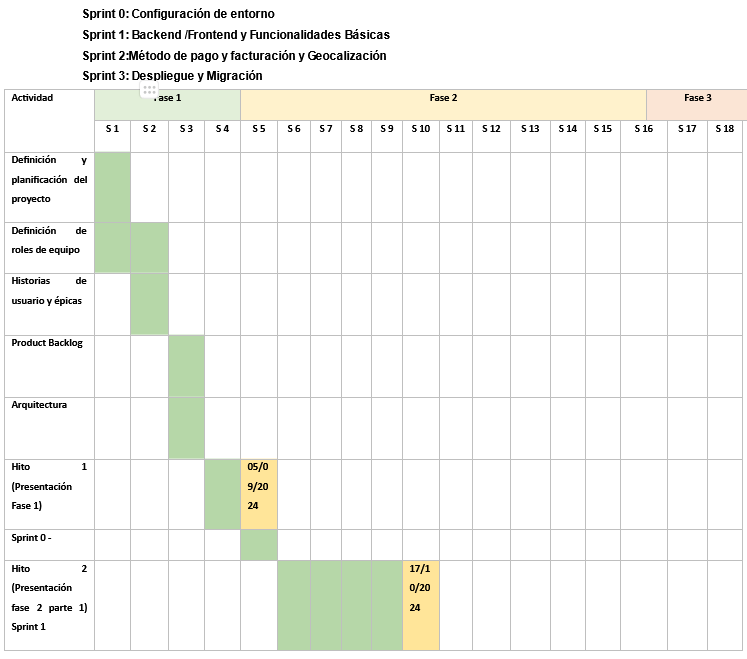 Sprint 0: Configuración de entorno
Sprint 1: Backend /Frontend y Funcionalidades Básicas
Sprint 2:Método de pago y facturación y Geocalización
Sprint 3: Despliegue y Migración
Actividad
Fase 1
Fase 2
Fase 3
S 1 S 2 S 3 S 4 S 5 S 6 S 7 S 8 S 9 S 10 S 11 S 12 S 13 S 14 S 15 S 16 S 17 S 18
Definición y
planificación del
proyecto
Definición de
roles de equipo
Historias de
usuario y épicas
Product Backlog
Arquitectura
Hito 1
(Presentación
Fase 1)
05/0
9/20
24
Sprint 0 -
Hito 2
(Presentación
fase 2 parte 1)
Sprint 1
17/1
0/20
24